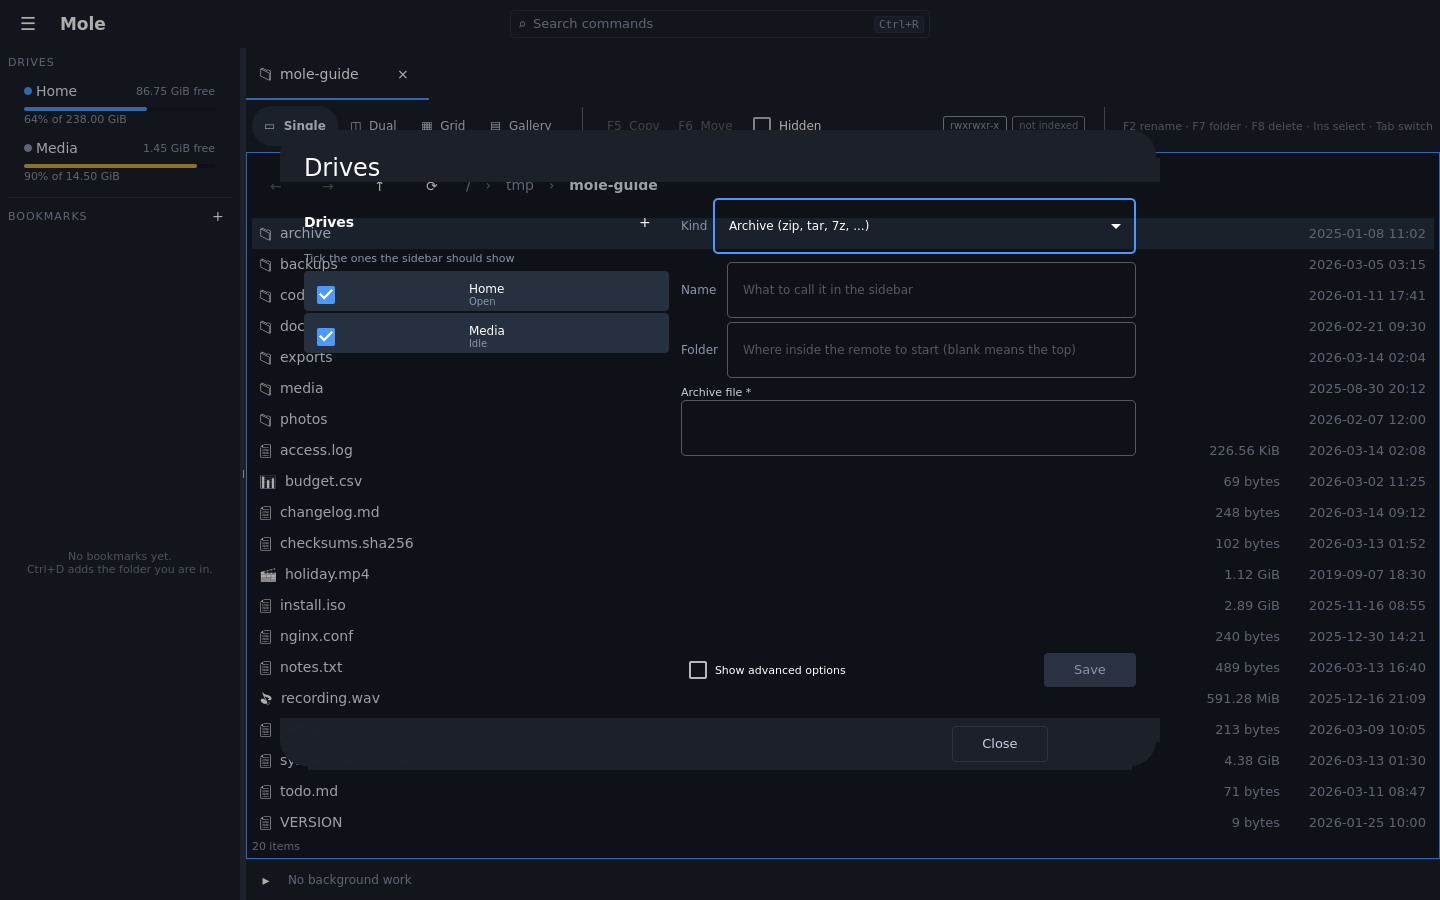 ☰ Mole
Search commands Ctrl+R
DRIVES
Home 86.75 GiB free
64% of 238.00 GiB
Media 1.45 GiB free
90% of 14.50 GiB
BOOKMARKS +
No bookmarks yet.
Ctrl+D adds the folder you are in.
mole-guide ×
Single Dual Grid Gallery F5 Copy F6 Move Hidden rwxrwxr-x not indexed F2 rename · F7 folder · F8 delete · Ins select · Tab switch
← → ↑ ⟳ / › tmp › mole-guide
Drives
Drives +
Tick the ones the sidebar should show
Home
Open
Media
Idle
Kind Archive (zip, tar, 7z, ...)
Name What to call it in the sidebar
Folder Where inside the remote to start (blank means the top)
Archive file *
Show advanced options Save
Close
archive 2025-01-08 11:02
backups 2026-03-05 03:15
cod 2026-01-11 17:41
doc 2026-02-21 09:30
exports 2026-03-14 02:04
media 2025-08-30 20:12
photos 2026-02-07 12:00
access.log 226.56 KiB 2026-03-14 02:08
budget.csv 69 bytes 2026-03-02 11:25
changelog.md 248 bytes 2026-03-14 09:12
checksums.sha256 102 bytes 2026-03-13 01:52
holiday.mp4 1.12 GiB 2019-09-07 18:30
install.iso 2.89 GiB 2025-11-16 08:55
nginx.conf 240 bytes 2025-12-30 14:21
notes.txt 489 bytes 2026-03-13 16:40
recording.wav 591.28 MiB 2025-12-16 21:09
213 bytes 2026-03-09 10:05
4.38 GiB 2026-03-13 01:30
todo.md 71 bytes 2026-03-11 08:47
VERSION 9 bytes 2026-01-25 10:00
20 items
▸ No background work